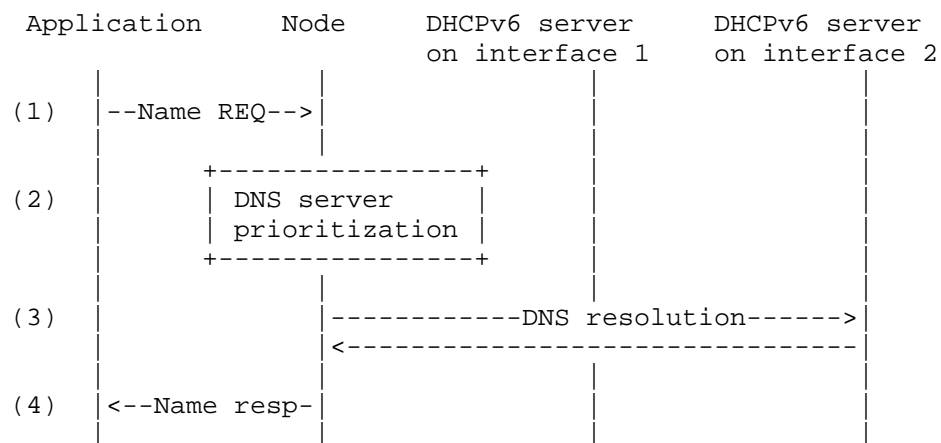 Application Node DHCPv6 server DHCPv6 server
on interface 1 on interface 2
(1) |--Name REQ-->|
(2) DNS server
prioritization
(3) |------------DNS resolution------>|
|<--------------------------------|
(4) |<--Name resp-|